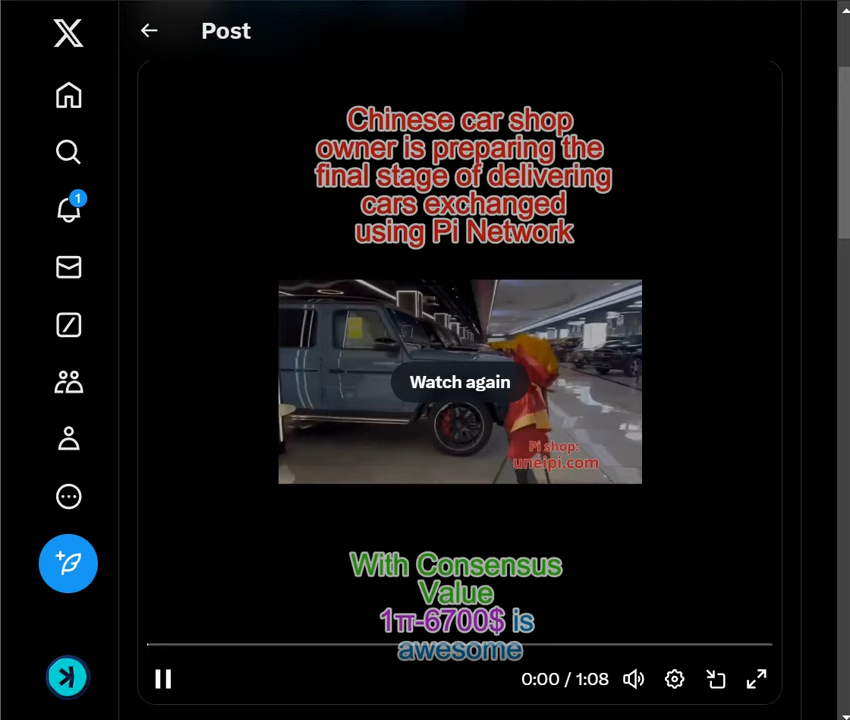 Post
1
Chinese car shop
owner is preparing the
final stage of delivering
cars exchanged
using Pi Network
Watch again
Pi shop:
uneipi.com
With Consensus
Value
1π-6700$ is
awesome
0:00 / 1:08